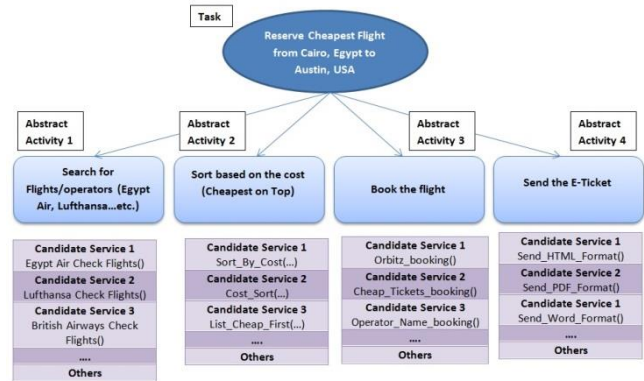 Task
Reserve Cheapest Flight
from Cairo, Egypt to
Austin, USA
Abstract
Activity 1
Abstract
Activity 2
Abstract
Activity 3
Abstract
Activity 4
Search for
Flights/operators (Egypt
Air, Lufthansa...etc.)
Sort based on the cost
(Cheapest on Top)
Book the flight
Send the E-Ticket
Candidate Service 1
Egypt Air Check Flights()
Candidate Service 2
Lufthansa Check Flights()
Candidate Service 3
British Airways Check
Flights()
....
Others
Candidate Service 1
Sort_By_Cost(...)
Candidate Service 2
Cost_Sort(...)
Candidate Service 3
List_Cheap_First(...)
....
Others
Candidate Service 1
Orbitz_booking()
Candidate Service 2
Cheap_Tickets_booking()
Candidate Service 3
Operator_Name_booking()
....
Others
Candidate Service 1
Send_HTML_Format()
Candidate Service 2
Send_PDF_Format()
Candidate Service 1
Send_Word_Format()
....
Others